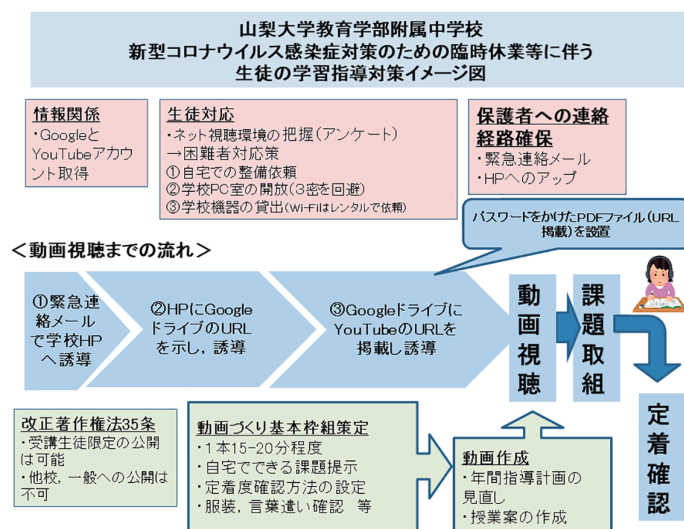 山梨大学教育学部附属中学校
新型コロナウイルス感染症対策のための臨時休業等に伴う
生徒の学習指導対策イメージ図
情報関係
・Googleと
YouTubeアカウ
ント取得
生徒対応
・ネット視聴環境の把握(アンケート)
→困難者対応策
①自宅での整備依頼
②学校PC室の開放(3密を回避)
③学校機器の貸出(Wi-Fiはレンタルで依頼)
保護者への連絡
経路確保
・緊急連絡メール
・HPへのアップ
パスワードをかけたPDFファイル(URL
掲載)を設置
<動画視聴までの流れ>
①緊急連
絡メール
で学校HP
へ誘導
②HPにGoogle
ドライブのURL
を示し,誘導
③Googleドライブに
YouTubeのURLを
掲載し誘導
動画視聴
課題取組
定着確認
改正著作権法35条
・受講生徒限定の公開
は可能
・他校,一般への公開は
不可
動画づくり基本枠組策定
・1本15-20分程度
・自宅でできる課題提示
・定着度確認方法の設定
・服装,言葉遣い確認 等
動画作成
・年間指導計画の
見直し
・授業案の作成